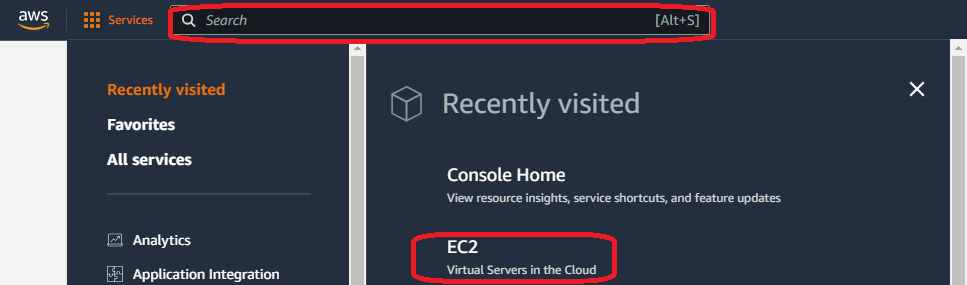 aws
Services
Search [Alt+S]
Recently visited
Favorites
All services
Analytics
Application Integration
Recently visited
Console Home
View resource insights, service shortcuts, and feature updates
EC2
Virtual Servers in the Cloud